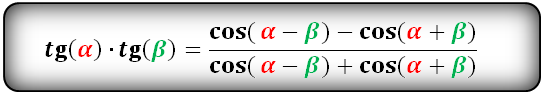 tg(α) · tg(β) = (cos( α − β) − cos(α + β)) / (cos( α − β) + cos(α + β))